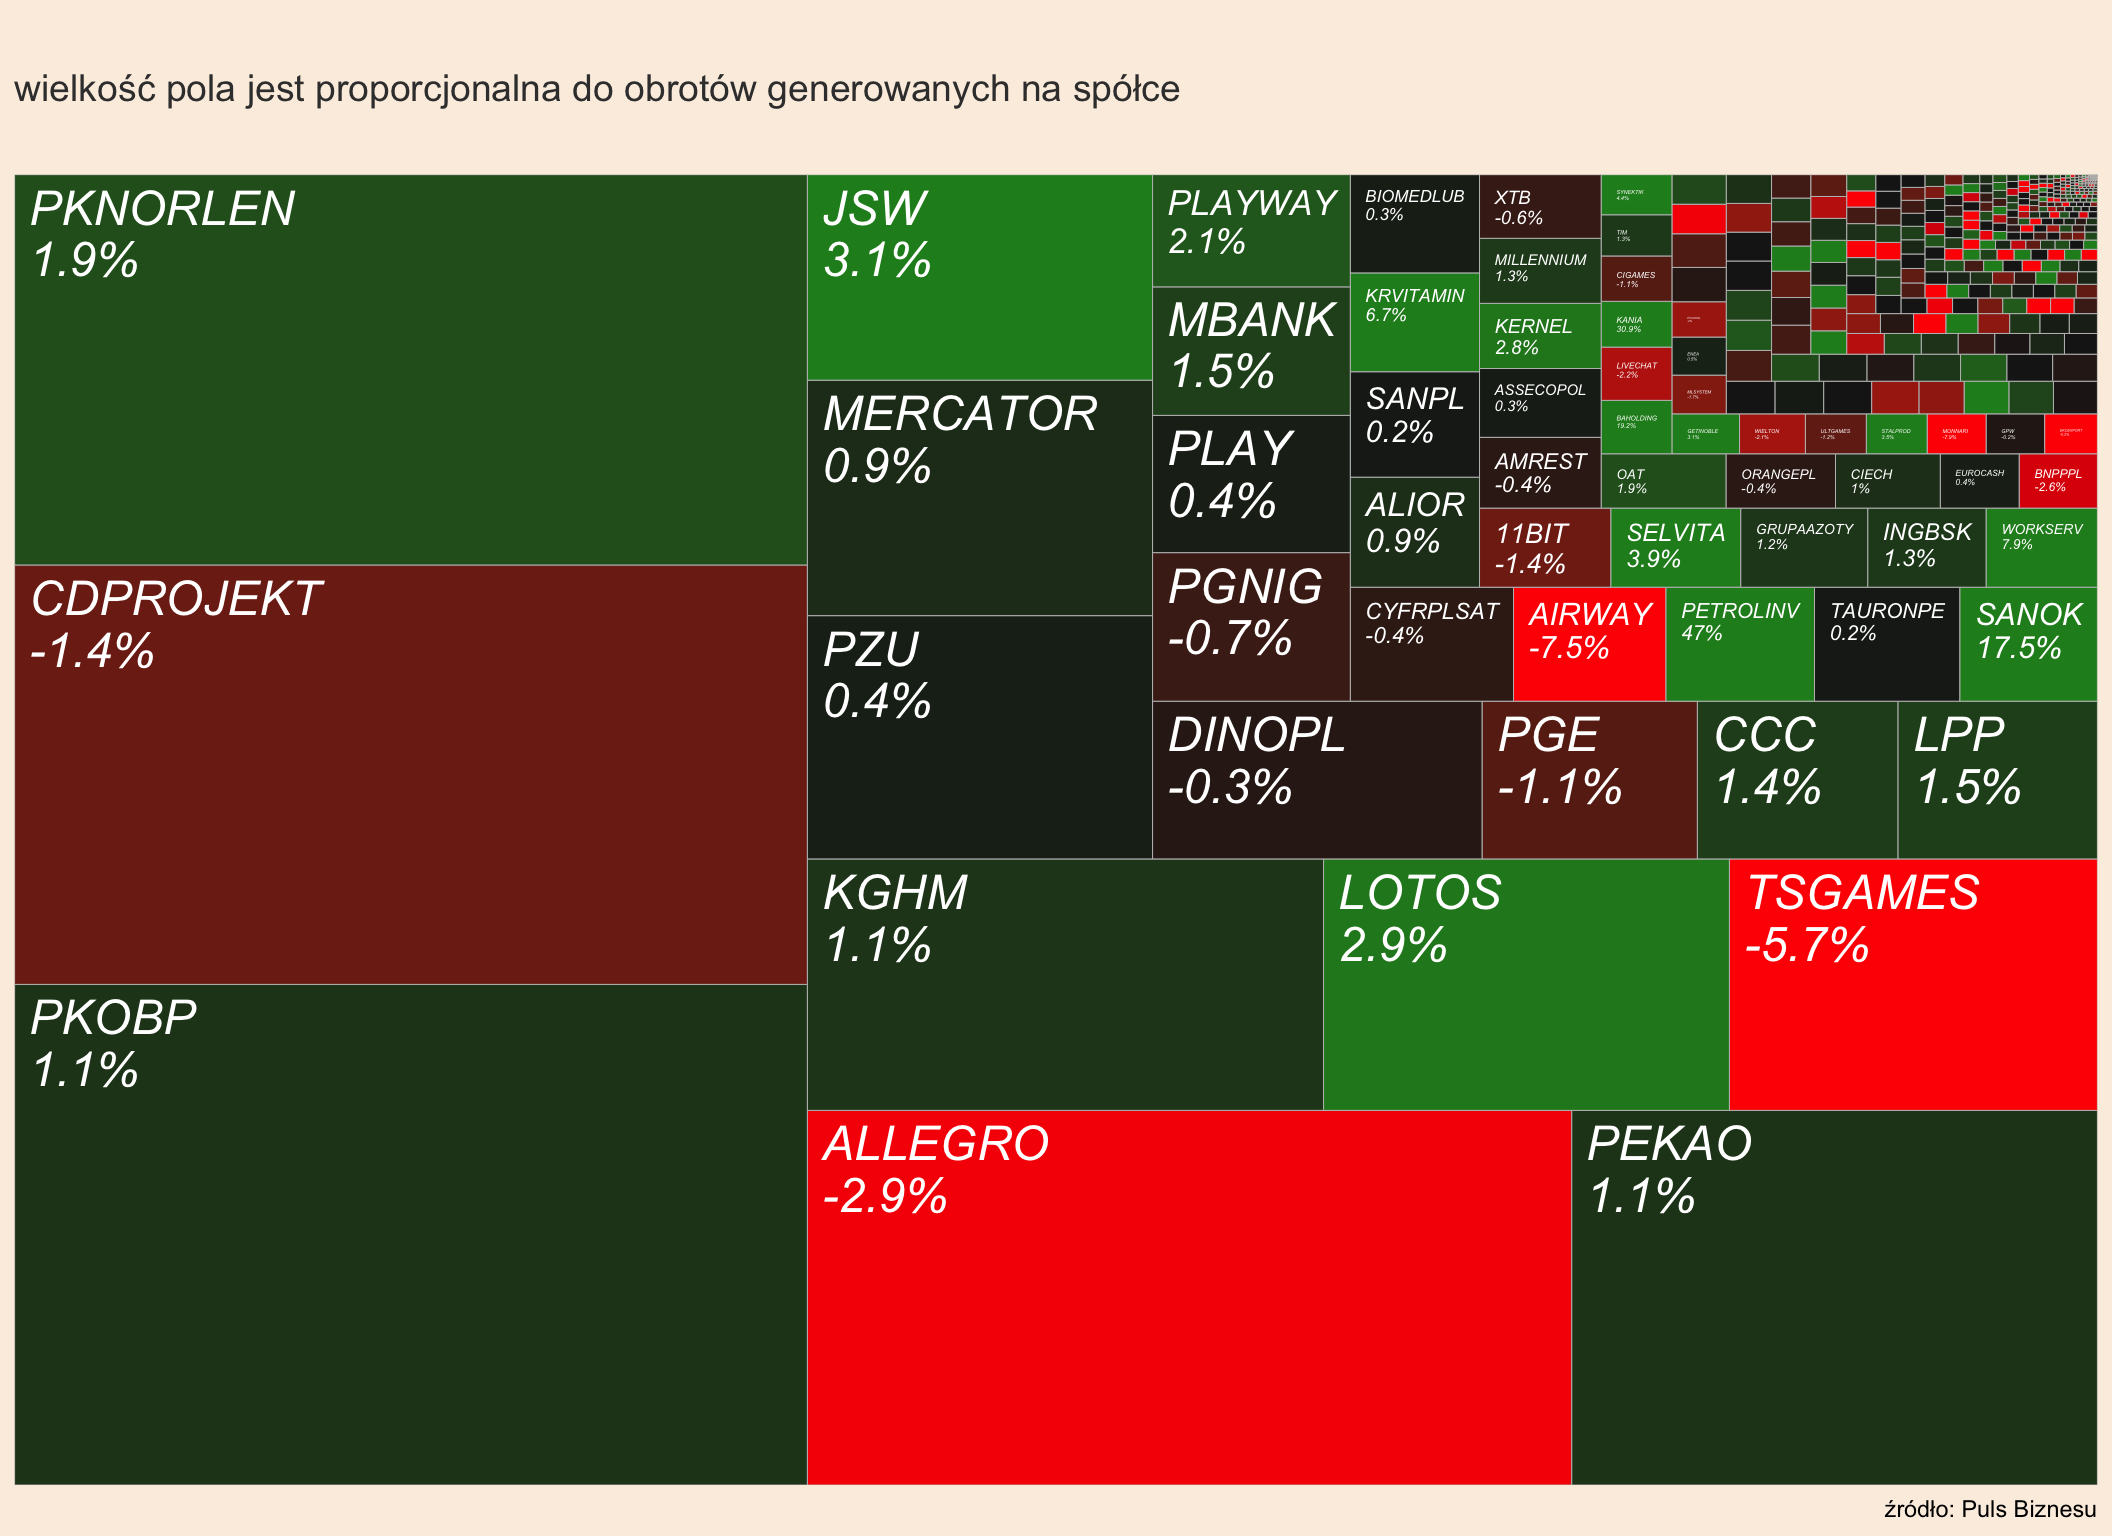 wielkość pola jest proporcjonalna do obrotów generowanych na spółce
PKNORLEN
1.9%
CDPROJEKT
-1.4%
PKOBP
1.1%
JSW
3.1%
MERCATOR
0.9%
PZU
0.4%
KGHM
1.1%
LOTOS
2.9%
TSGAMES
-5.7%
ALLEGRO
-2.9%
PEKAO
1.1%
PLAYWAY
2.1%
MBANK
1.5%
PLAY
0.4%
PGNIG
-0.7%
DINOPL
-0.3%
PGE
-1.1%
CCC
1.4%
LPP
1.5%
BIOMEDLUB
0.3%
KRVITAMIN
6.7%
SANPL
0.2%
ALIOR
0.9%
CYFRPLSAT
-0.4%
AIRWAY
-7.5%
PETROLINV
47%
TAURONPE
0.2%
SANOK
17.5%
XTB
-0.6%
MILLENNIUM
1.3%
KERNEL
2.8%
ASSECOPOL
0.3%
AMREST
-0.4%
11BIT
-1.4%
SELVITA
3.9%
GRUPAAZOTY
1.2%
INGBSK
1.3%
WORKSERV
7.9%
SYNEKTIK
4.4%
TIM
1.3%
CIGAMES
-1.1%
KANIA
30.9%
LIVECHAT
-2.2%
BAHOLDING
19.2%
OAT
1.9%
ORANGEPL
-0.4%
CIECH
1%
EUROCASH
0.4%
BNPPPL
-2.6%
ENEA
0.5%
MLSYSTEM
-1.7%
GETINOBLE
3.1%
WIELTON
-2.1%
ULTGAMES
-1.2%
STALPROD
3.5%
MONNARI
-7.9%
GPW
-0.2%
źródło: Puls Biznesu